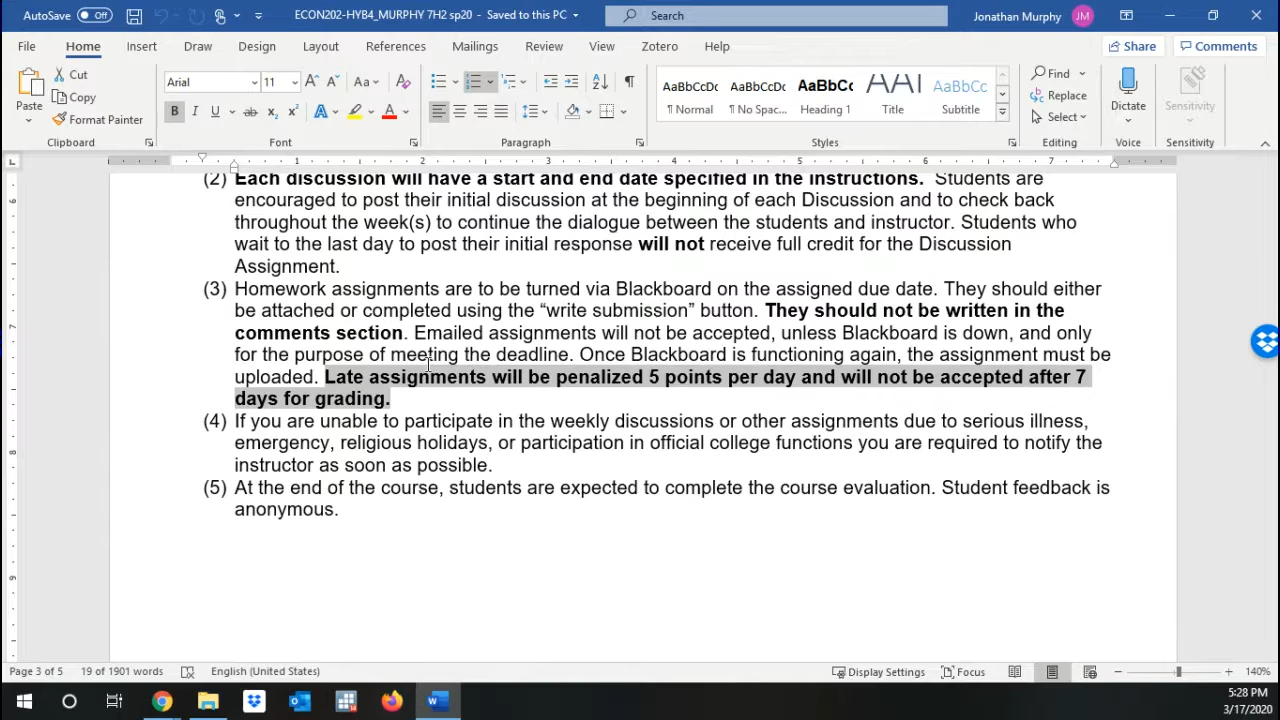 AutoSave Off
ECON202-HYB4_MURPHY 7H2 sp20 - Saved to this PC
Search
Jonathan Murphy JM
File Home Insert Draw Design Layout References Mailings Review View Zotero Help Share Comments
Paste
Cut
Copy
Format Painter
Clipboard
Arial 11
Font
Paragraph
AaBbCcDc AaBbCcDc AaBbCc AaBbCcDc
¶ Normal ¶ No Spac... Heading 1 Title Subtitle
Styles
Find
Replace
Select
Editing
Dictate
Voice
Sensitivity
Sensitivity
1 2 3 4 5 6 7
(2) Each discussion will have a start and end date specified in the instructions. Students are
encouraged to post their initial discussion at the beginning of each Discussion and to check back
throughout the week(s) to continue the dialogue between the students and instructor. Students who
wait to the last day to post their initial response will not receive full credit for the Discussion
Assignment.
(3) Homework assignments are to be turned via Blackboard on the assigned due date. They should either
be attached or completed using the “write submission” button. They should not be written in the
comments section. Emailed assignments will not be accepted, unless Blackboard is down, and only
for the purpose of meeting the deadline. Once Blackboard is functioning again, the assignment must be
uploaded. Late assignments will be penalized 5 points per day and will not be accepted after 7
days for grading.
(4) If you are unable to participate in the weekly discussions or other assignments due to serious illness,
emergency, religious holidays, or participation in official college functions you are required to notify the
instructor as soon as possible.
(5) At the end of the course, students are expected to complete the course evaluation. Student feedback is
anonymous.
Page 3 of 5 19 of 1901 words English (United States) Display Settings Focus 140%
5:28 PM
3/17/2020